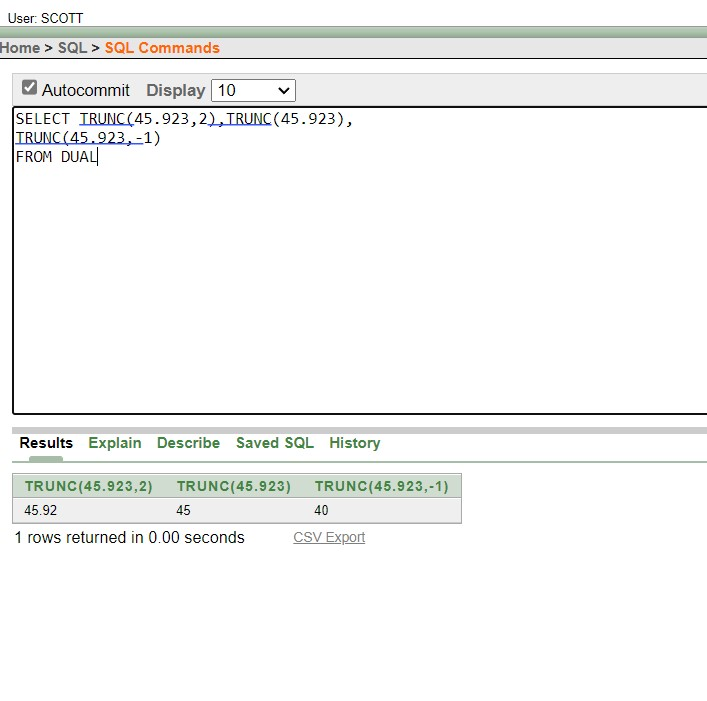 User: SCOTT
Home > SQL > SQL Commands
Autocommit Display 10
SELECT TRUNC(45.923,2),TRUNC(45.923),
TRUNC(45.923,-1)
FROM DUAL
Results Explain Describe Saved SQL History
TRUNC(45.923,2) TRUNC(45.923) TRUNC(45.923,-1)
45.92 45 40
1 rows returned in 0.00 seconds CSV Export